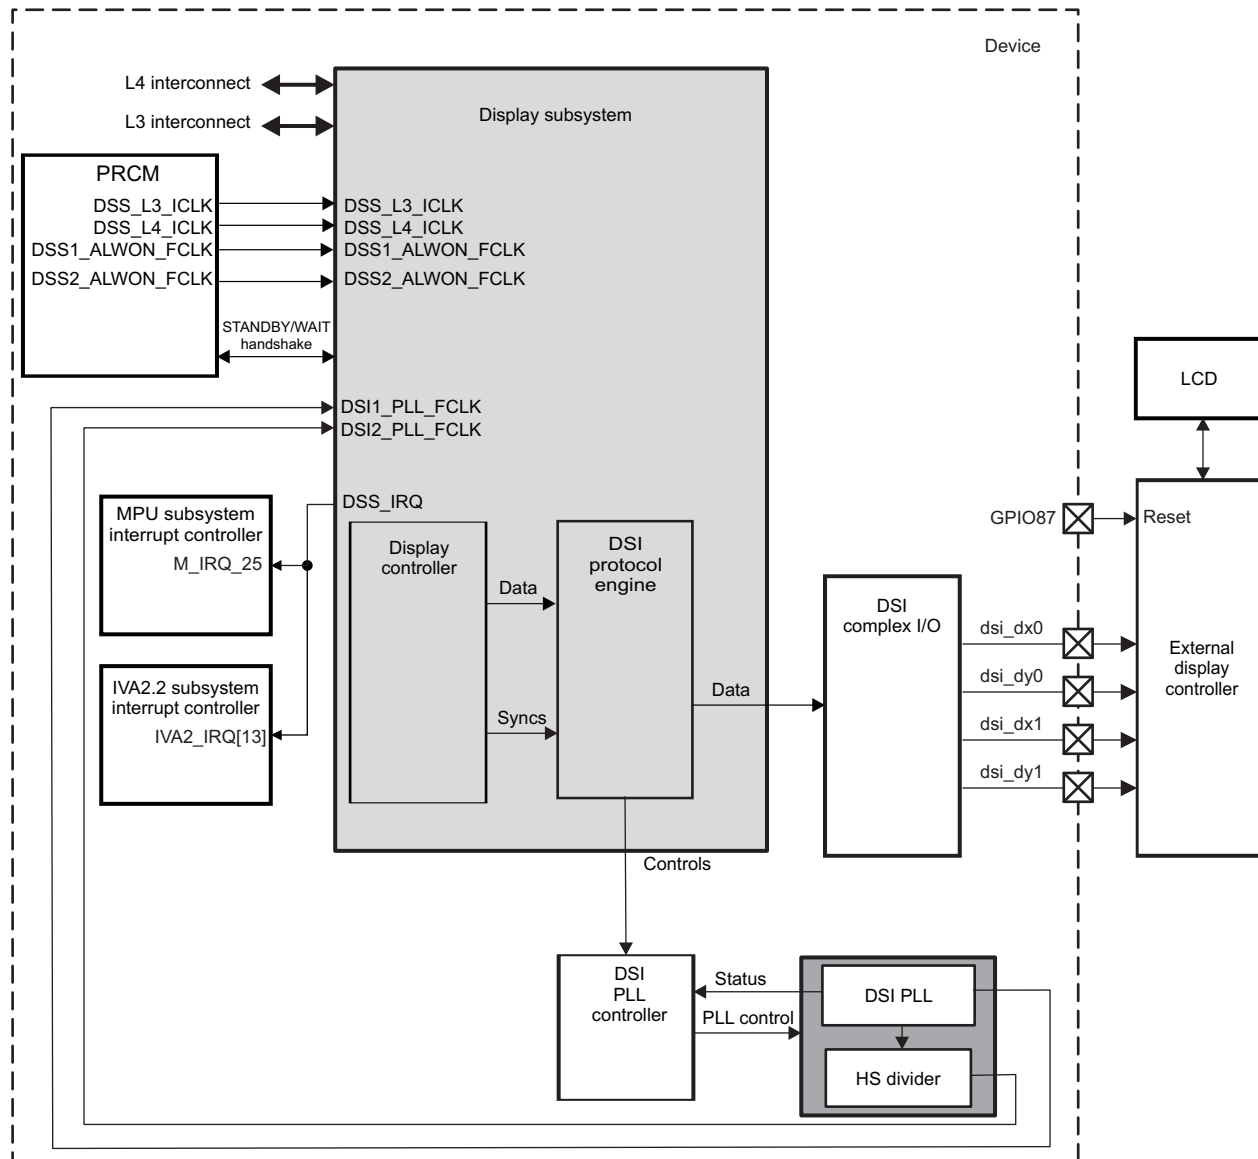 Device
L4 interconnect
L3 interconnect
Display subsystem
PRCM
DSS_L3_ICLK
DSS_L4_ICLK
DSS1_ALWON_FCLK
DSS2_ALWON_FCLK
DSS_L3_ICLK
DSS_L4_ICLK
DSS1_ALWON_FCLK
DSS2_ALWON_FCLK
STANDBY/WAIT
handshake
LCD
DSI1_PLL_FCLK
DSI2_PLL_FCLK
DSS_IRQ
MPU subsystem
interrupt controller
M_IRQ_25
IVA2.2 subsystem
interrupt controller
IVA2_IRQ[13]
Display
controller
Data
Syncs
DSI
protocol
engine
Data
DSI
complex I/O
GPIO87
Reset
dsi_dx0
dsi_dy0
dsi_dx1
dsi_dy1
External
display
controller
Controls
DSI
PLL
controller
Status
PLL control
DSI PLL
HS divider